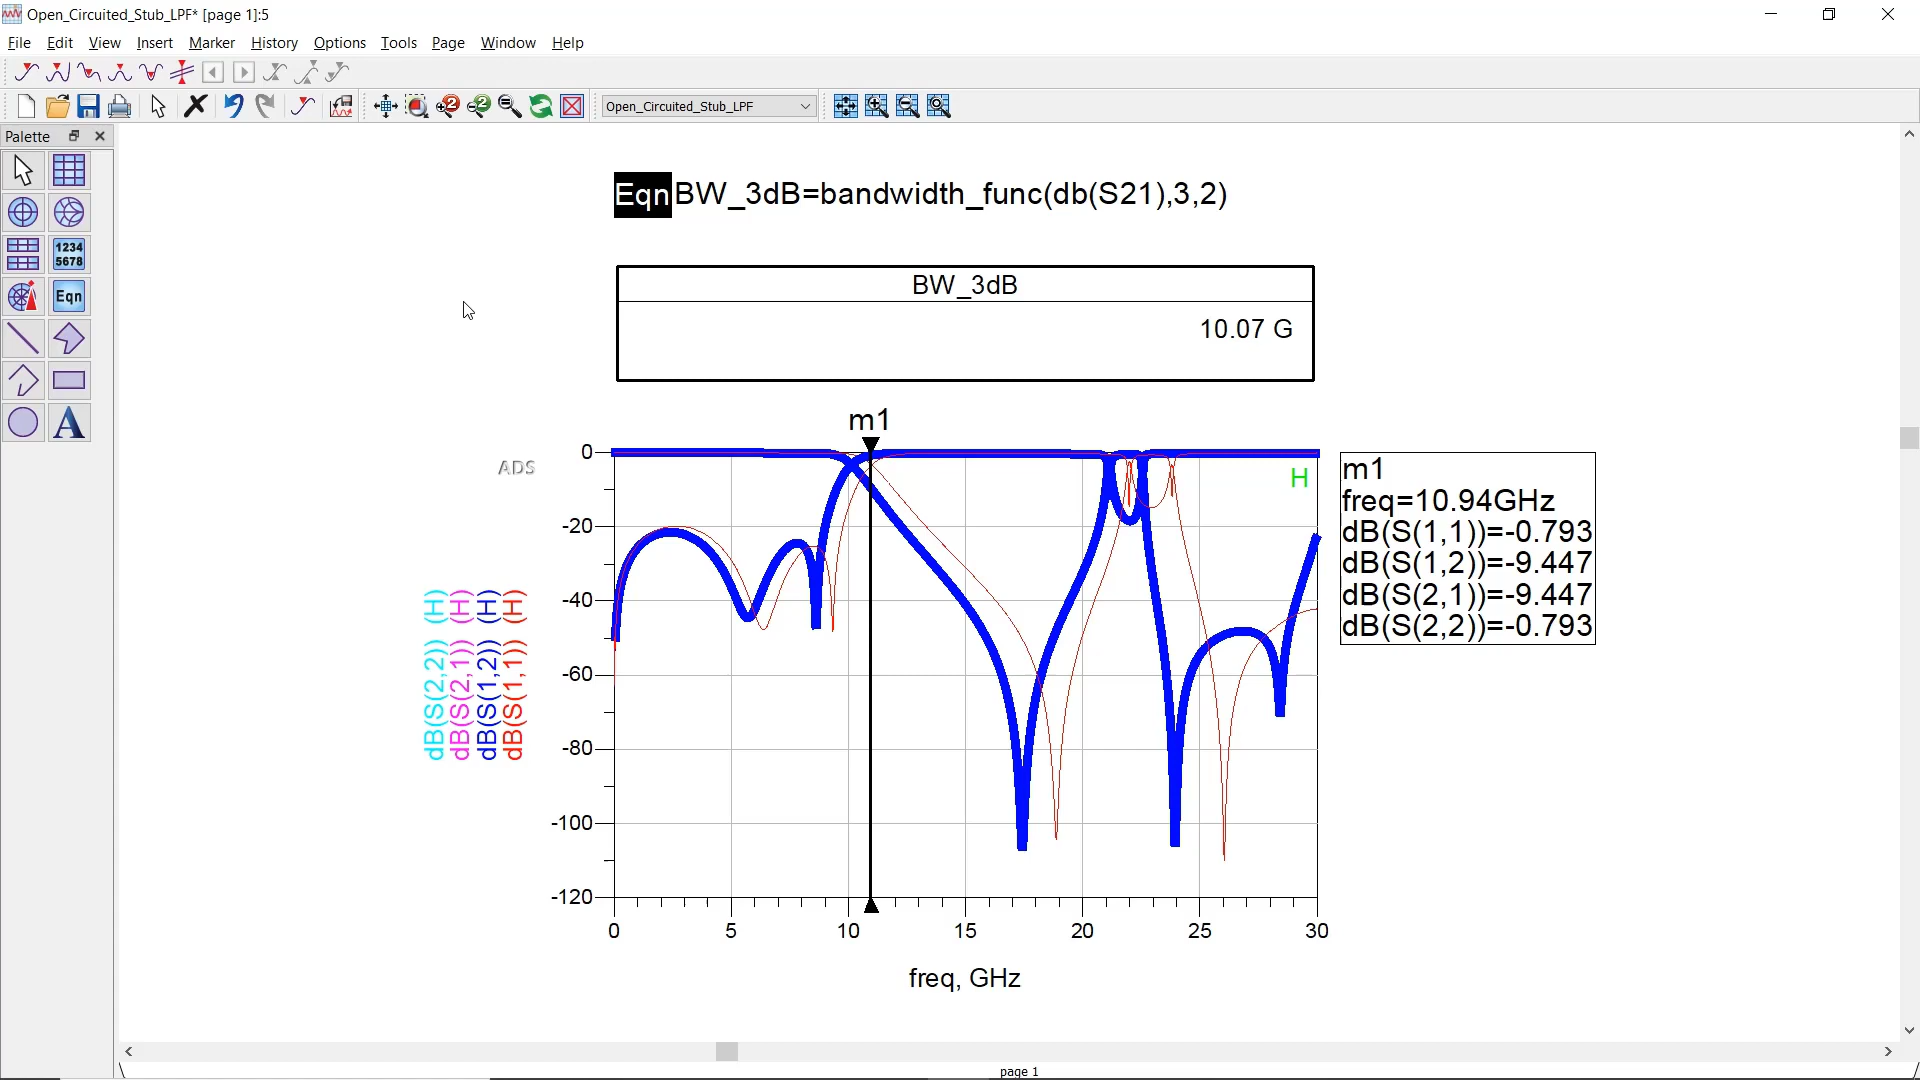 Open_Circuited_Stub_LPF* [page 1]:5
File Edit View Insert Marker History Options Tools Page Window Help
2 2
Open_Circuited_Stub_LPF
Palette
1234
5678
Eqn
A
Eqn BW_3dB=bandwidth_func(db(S21),3,2)
BW_3dB
10.07 G
m1
ADS
H
0
-20
-40
-60
-80
-100
-120
0 5 10 15 20 25 30
freq, GHz
dB(S(2,2)) (H)
dB(S(2,1)) (H)
dB(S(1,2)) (H)
dB(S(1,1)) (H)
m1
freq=10.94GHz
dB(S(1,1))=-0.793
dB(S(1,2))=-9.447
dB(S(2,1))=-9.447
dB(S(2,2))=-0.793
page 1